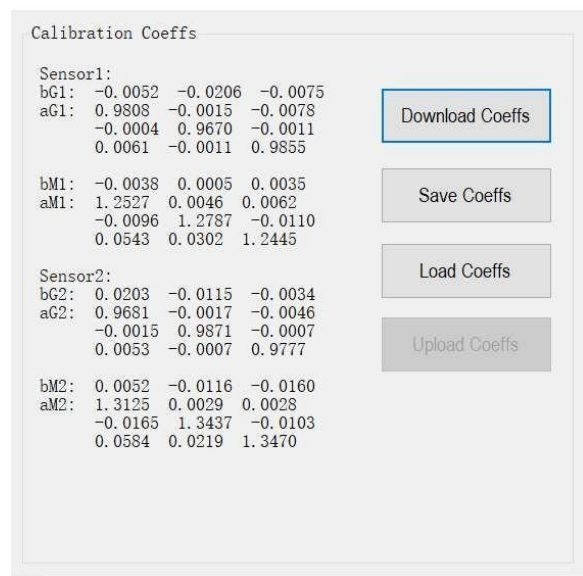 Calibration Coeffs
Sensor1:
bG1: -0.0052 -0.0206 -0.0075
aG1: 0.9808 -0.0015 -0.0078
-0.0004 0.9670 -0.0011
0.0061 -0.0011 0.9855
bM1: -0.0038 0.0005 0.0035
aM1: 1.2527 0.0046 0.0062
-0.0096 1.2787 -0.0110
0.0543 0.0302 1.2445
Sensor2:
bG2: 0.0203 -0.0115 -0.0034
aG2: 0.9681 -0.0017 -0.0046
-0.0015 0.9871 -0.0007
0.0053 -0.0007 0.9777
bM2: 0.0052 -0.0116 -0.0160
aM2: 1.3125 0.0029 0.0028
-0.0165 1.3437 -0.0103
0.0584 0.0219 1.3470
Download Coeffs
Save Coeffs
Load Coeffs
Upload Coeffs